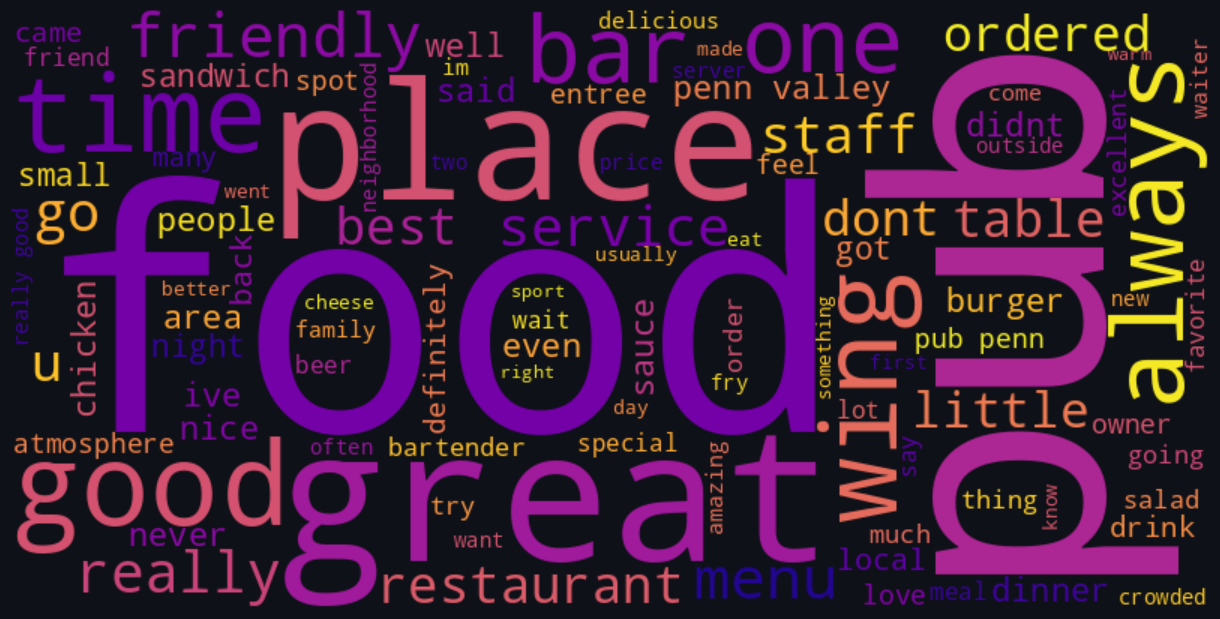 came
friend
friendly
well
bar
delicious
made
server
one
ordered
warm
waiter
sandwich
spot
im
said
entree
penn valley
time
many
neighborhood
place
two
price
staff
feel
come
didnt
outside
excellent
always
small
go
people
went
best
service
usually
eat
dont
table
got
really good
back
food
better
area
night
chicken
u
ive
nice
cheese
family
beer
definitely
sport
wait
even
right
sauce
order
fry
day
something
wing
burger
pub penn
first
pub
new
favorite
atmosphere
often
bartender
special
lot
say
little
owner
going
good
great
try
want
amazing
never
really
restaurant
menu
much
local
thing
know
salad
drink
love
meal
dinner
crowded